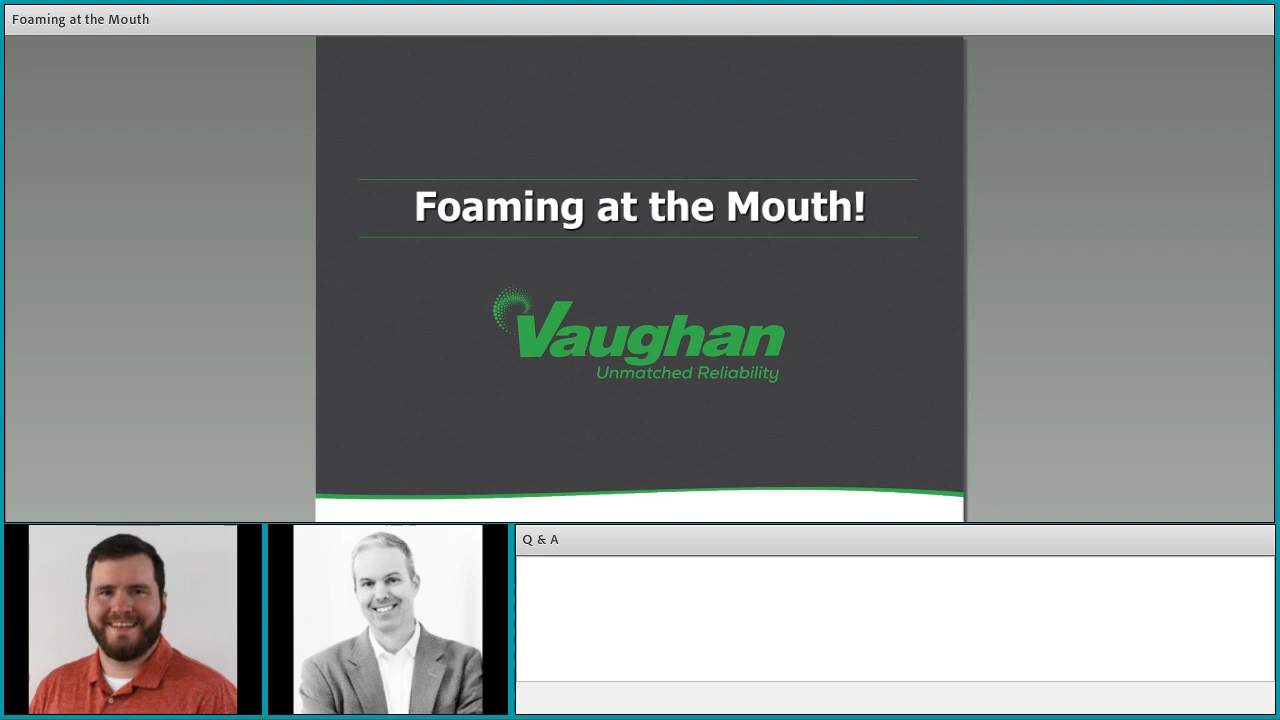 Foaming at the Mouth
Foaming at the Mouth!
Vaughan
Unmatched Reliability
Q & A